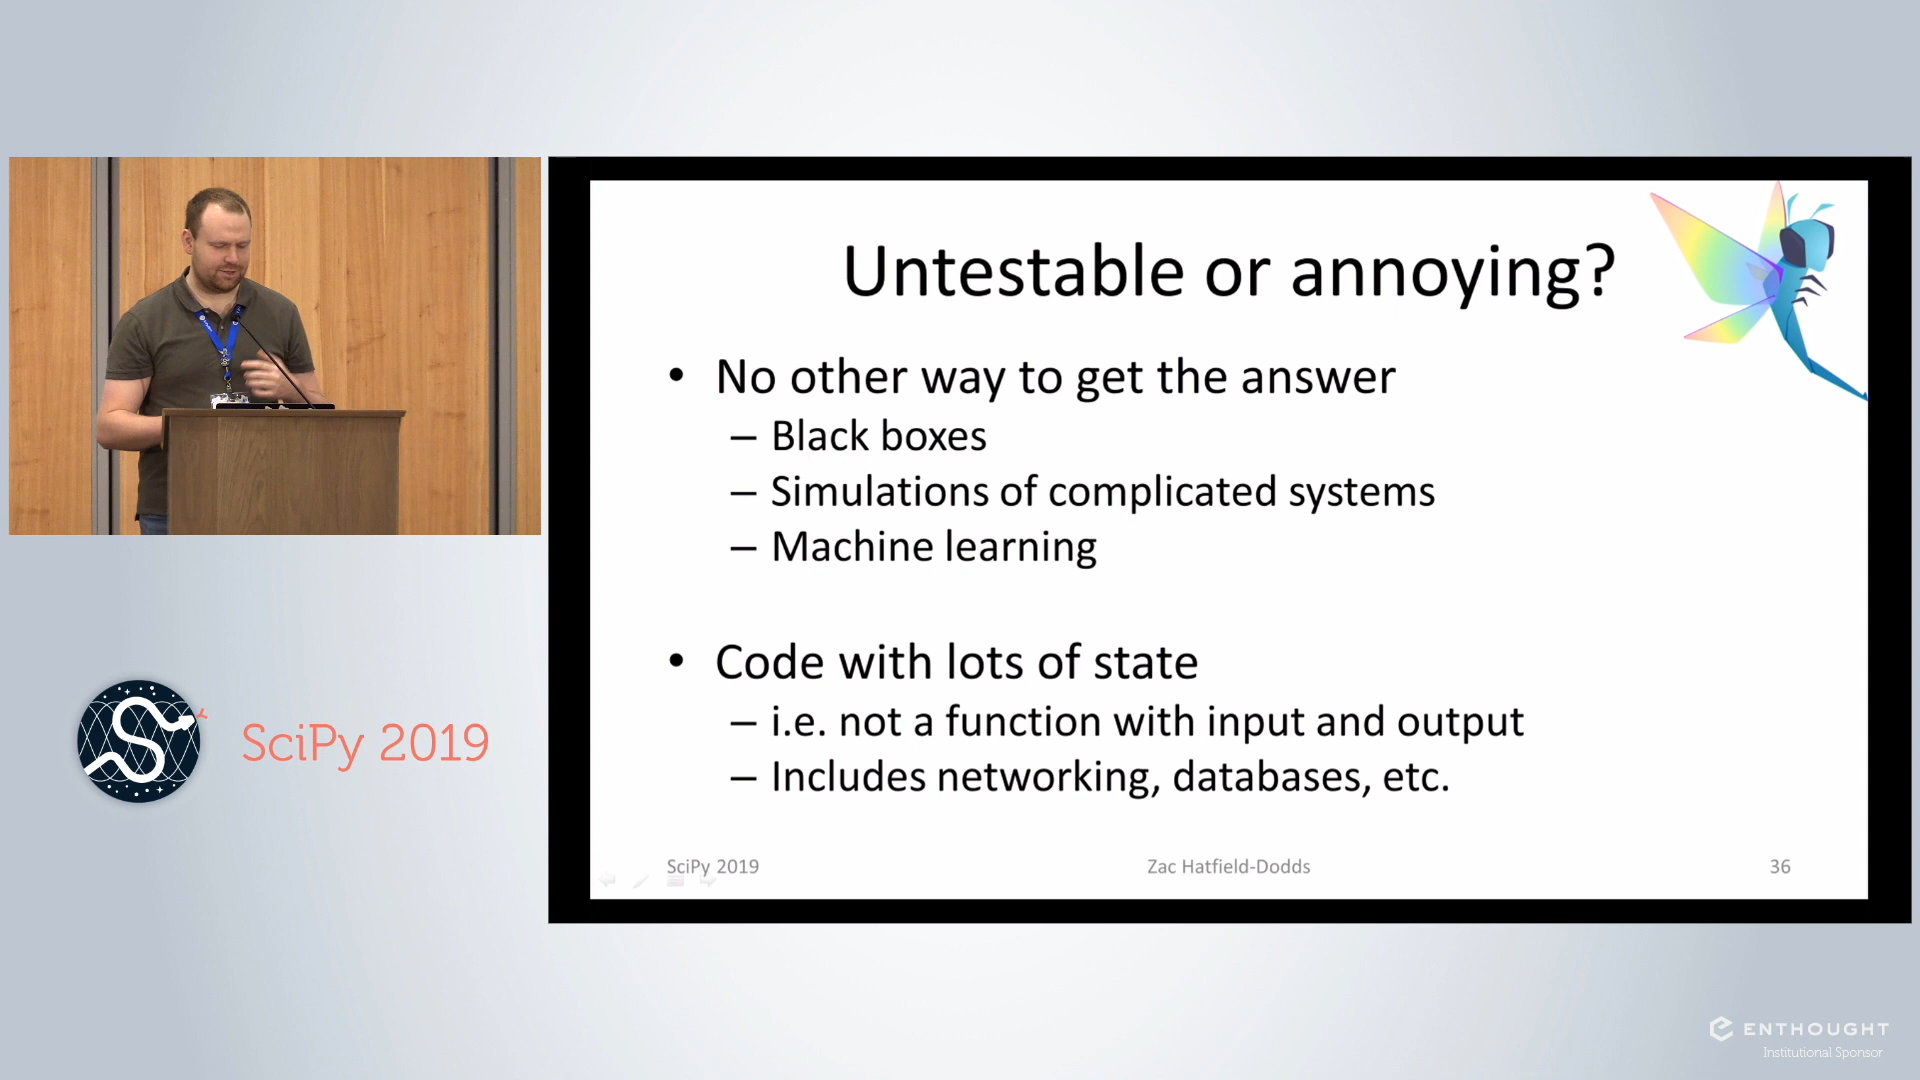 Untestable or annoying?
• No other way to get the answer
– Black boxes
– Simulations of complicated systems
– Machine learning
• Code with lots of state
– i.e. not a function with input and output
– Includes networking, databases, etc.
SciPy 2019
Zac Hatfield-Dodds
36
SciPy 2019
ENTHOUGHT
Institutional Sponsor